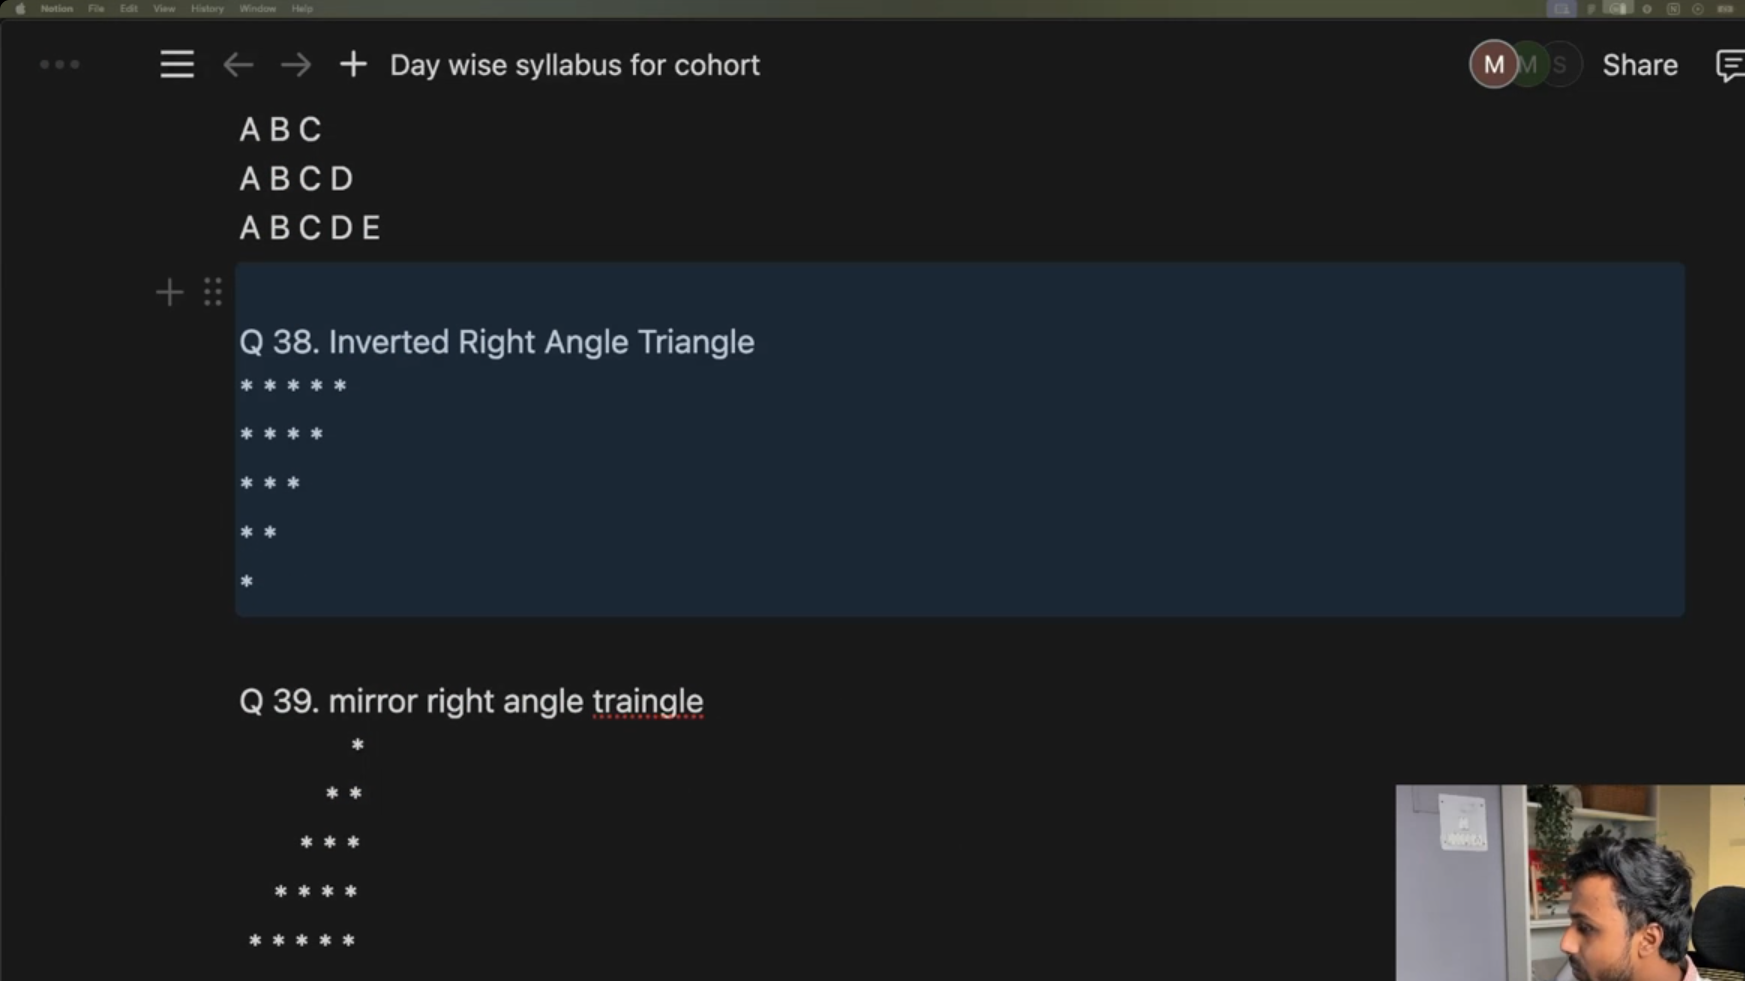 Notion File Edit View History Window Help
Day wise syllabus for cohort
M M S Share
A B C
A B C D
A B C D E
Q 38. Inverted Right Angle Triangle
* * * * *
* * * *
* * *
* *
*
Q 39. mirror right angle traingle
*
* *
* * *
* * * *
* * * * *